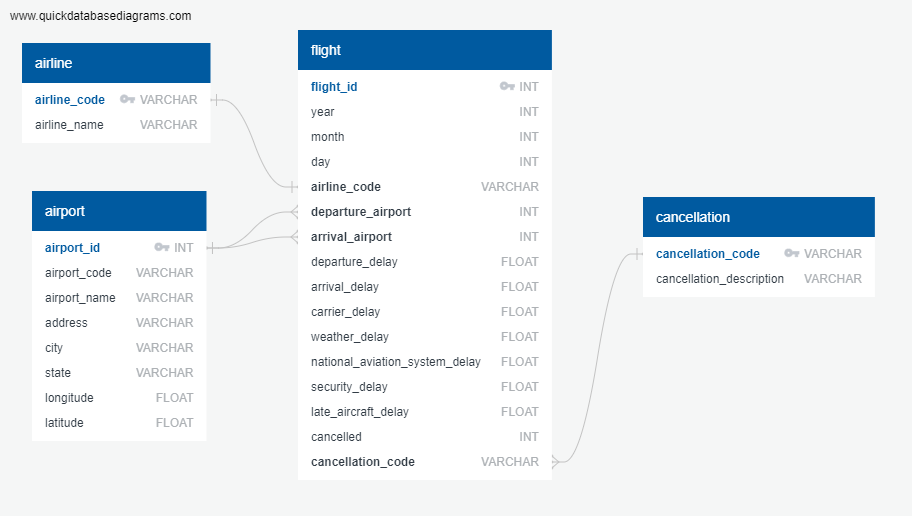 www.quickdatabasediagrams.com
airline
airline_code VARCHAR
airline_name VARCHAR
airport
airport_id INT
airport_code VARCHAR
airport_name VARCHAR
address VARCHAR
city VARCHAR
state VARCHAR
longitude FLOAT
latitude FLOAT
flight
flight_id INT
year INT
month INT
day INT
airline_code VARCHAR
departure_airport INT
arrival_airport INT
departure_delay FLOAT
arrival_delay FLOAT
carrier_delay FLOAT
weather_delay FLOAT
national_aviation_system_delay FLOAT
security_delay FLOAT
late_aircraft_delay FLOAT
cancelled INT
cancellation_code VARCHAR
cancellation
cancellation_code VARCHAR
cancellation_description VARCHAR